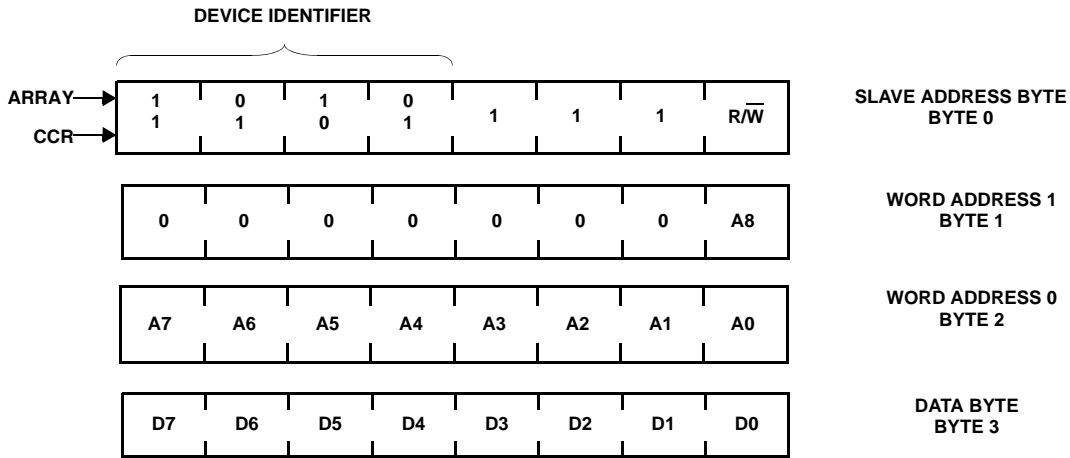 DEVICE IDENTIFIER
ARRAY
CCR
1 0 1 0
1 1 0 1
1 1 1 R/W̅
SLAVE ADDRESS BYTE
BYTE 0
0 0 0 0 0 0 0 A8
WORD ADDRESS 1
BYTE 1
A7 A6 A5 A4 A3 A2 A1 A0
WORD ADDRESS 0
BYTE 2
D7 D6 D5 D4 D3 D2 D1 D0
DATA BYTE
BYTE 3